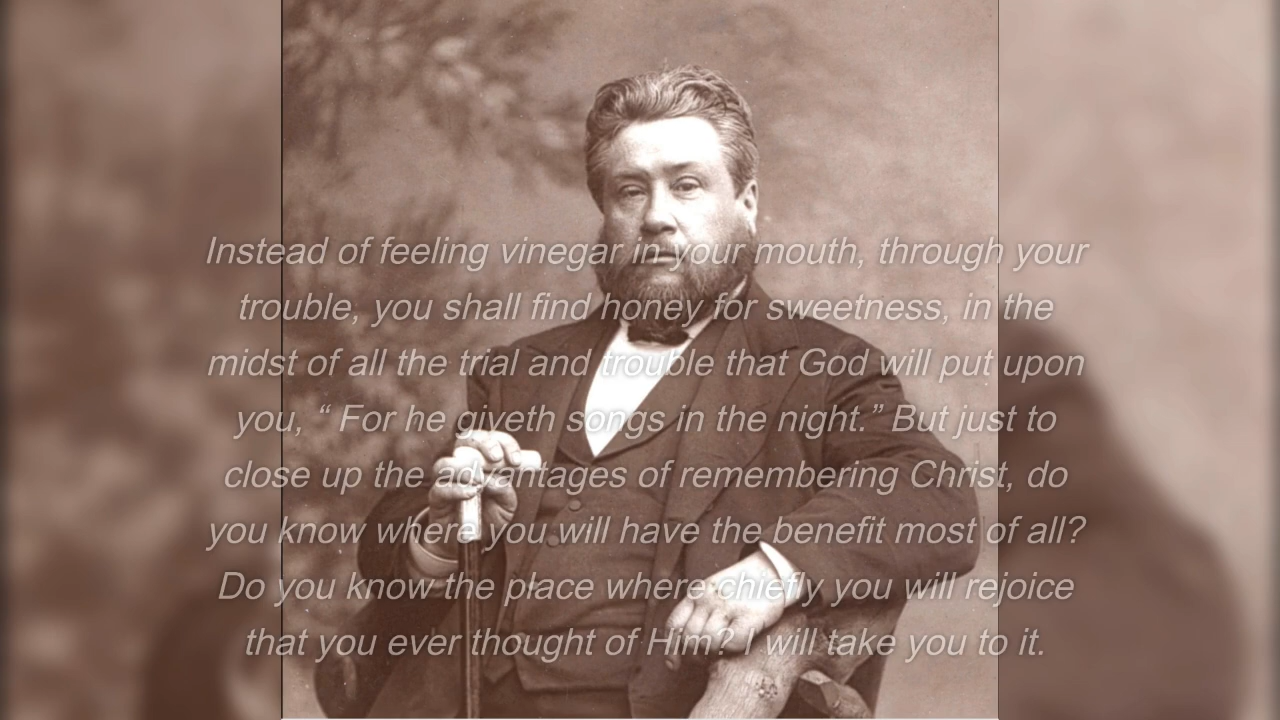 Instead of feeling vinegar in your mouth, through your
trouble, you shall find honey for sweetness, in the
midst of all the trial and trouble that God will put upon
you, “ For he giveth songs in the night.” But just to
close up the advantages of remembering Christ, do
you know where you will have the benefit most of all?
Do you know the place where chiefly you will rejoice
that you ever thought of Him? I will take you to it.